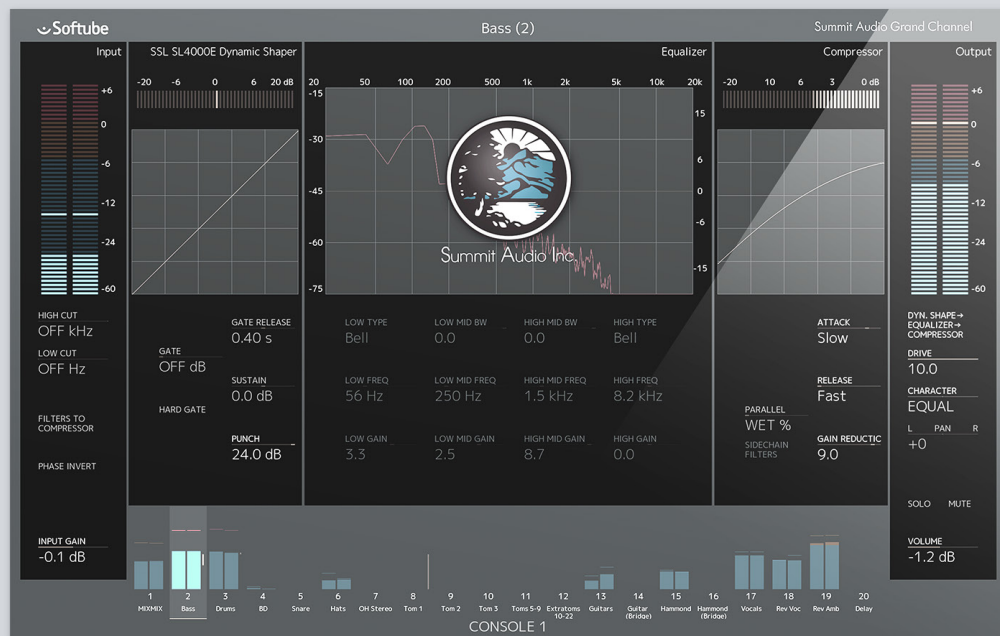 Softube
Bass (2)
Summit Audio Grand Channel
Input
SSL SL4000E Dynamic Shaper
Equalizer
Compressor
Output
-20 -6 0 6 20 dB
20 50 100 200 500 1k 2k 5k 10k 20k
-20 10 6 3 0 dB
+6
0
-6
-12
-24
-60
-15
-30
-45
-60
-75
15
6
0
-6
-15
+6
0
-6
-12
-24
-60
Summit Audio Inc.
HIGH CUT
OFF kHz
LOW CUT
OFF Hz
FILTERS TO
COMPRESSOR
PHASE INVERT
INPUT GAIN
-0.1 dB
GATE RELEASE
0.40 s
GATE
OFF dB
SUSTAIN
0.0 dB
HARD GATE
PUNCH
24.0 dB
LOW TYPE LOW MID BW HIGH MID BW HIGH TYPE
Bell 0.0 0.0 Bell
LOW FREQ LOW MID FREQ HIGH MID FREQ HIGH FREQ
56 Hz 250 Hz 1.5 kHz 8.2 kHz
LOW GAIN LOW MID GAIN HIGH MID GAIN HIGH GAIN
3.3 2.5 8.7 0.0
ATTACK
Slow
RELEASE
Fast
PARALLEL
WET %
SIDECHAIN
FILTERS
GAIN REDUCTIC
9.0
DYN. SHAPE→
EQUALIZER→
COMPRESSOR
DRIVE
10.0
CHARACTER
EQUAL
L PAN R
+0
SOLO MUTE
VOLUME
-1.2 dB
1 2 3 4 5 6 7 8 9 10 11 12 13 14 15 16 17 18 19 20
MIXMIX Bass Drums BD Snare Hats OH Stereo Tom 1 Tom 2 Tom 3 Toms 5-9 Extratoms Guitars Guitar Hammond Hammond Vocals Rev Voc Rev Amb Delay
10-22 (Bridge) (Bridge)
CONSOLE 1